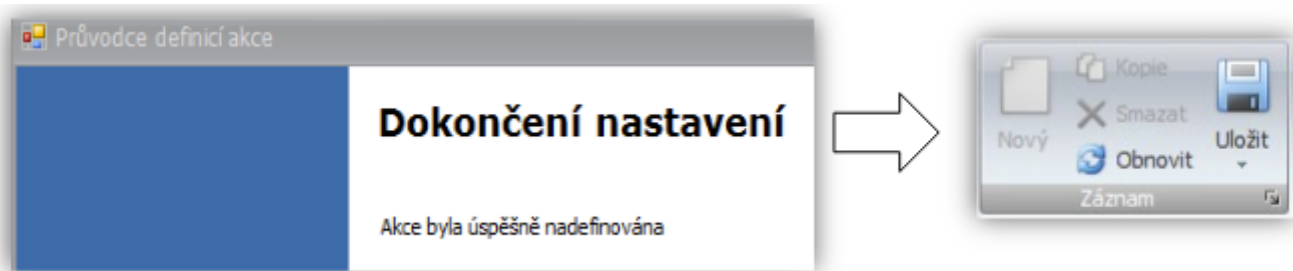 Průvodce definicí akce
Dokončení nastavení
Akce byla úspěšně nadefinována
Nový
Kopie
Smazat
Obnovit
Uložit
Záznam